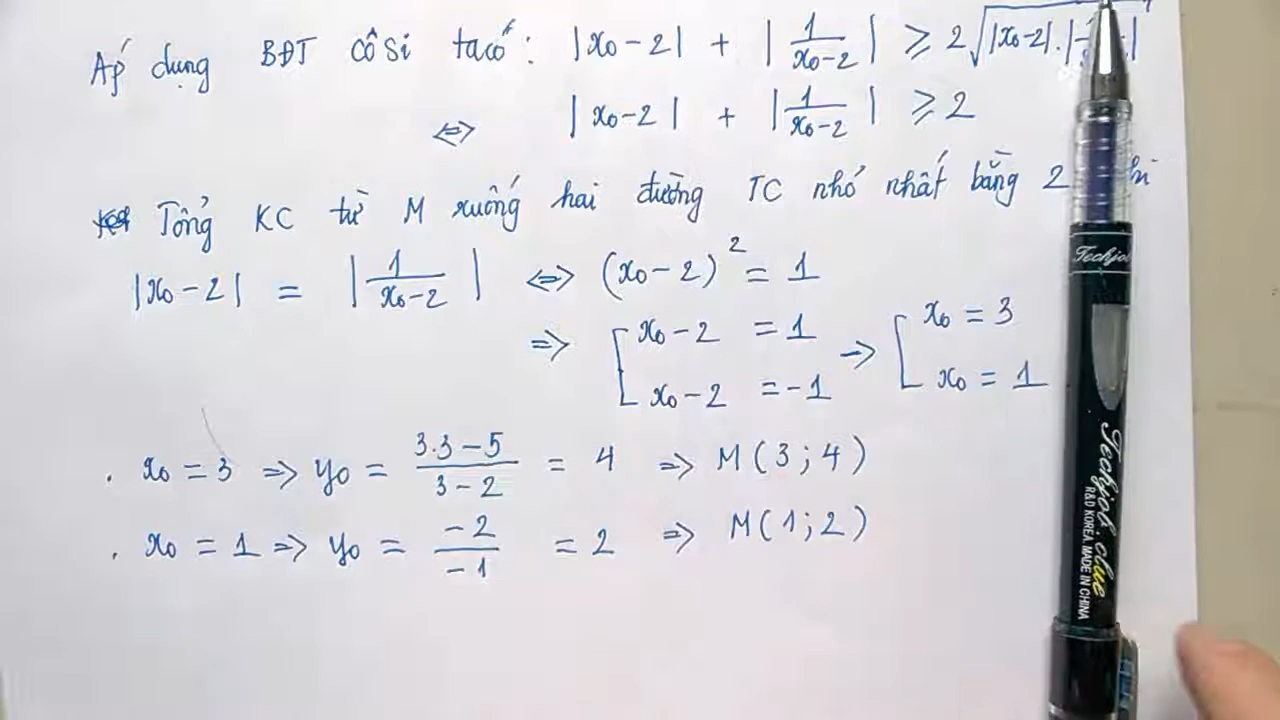 Áp dụng BĐT Côsi ta có: |x₀-2| + |1/(x₀-2)| ≥ 2√(|x₀-2|.|
⇔ |x₀-2| + |1/(x₀-2)| ≥ 2
Tổng KC từ M xuống hai đường TC nhỏ nhất bằng 2
|x₀-2| = |1/(x₀-2)| ⇔ (x₀-2)² = 1
⇒ [ x₀-2 = 1 → [ x₀ = 3
x₀-2 = -1 x₀ = 1
. x₀ = 3 ⇒ y₀ = (3.3-5)/(3-2) = 4 ⇒ M(3;4)
. x₀ = 1 ⇒ y₀ = (-2)/(-1) = 2 ⇒ M(1;2)
Techjob
Techjob clue
R&D KOREA MADE IN CHINA